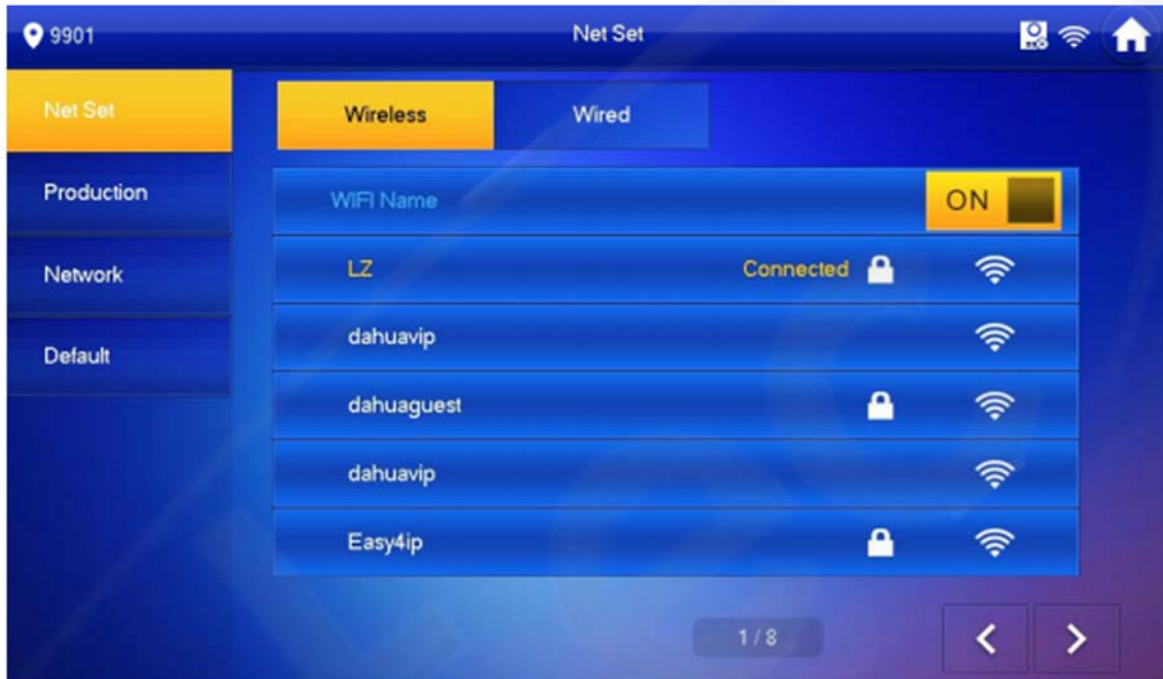 9901
Net Set
Net Set
Wireless
Wired
Production
WIFI Name
ON
Network
LZ
Connected
Default
dahuavip
dahuaguest
dahuavip
Easy4ip
1/8